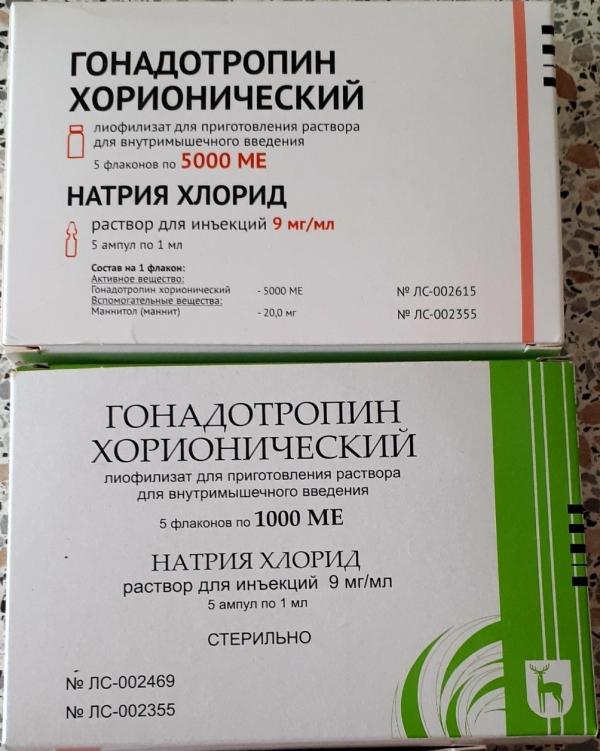 ГОНАДОТРОПИН
ХОРИОНИЧЕСКИЙ
лиофилизат для приготовления раствора
для внутримышечного введения
5 флаконов по 5000 МЕ
НАТРИЯ ХЛОРИД
раствор для инъекций 9 мг/мл
5 ампул по 1 мл
Состав на 1 флакон:
Активное вещество:
Гонадотропин хорионический - 5000 МЕ № ЛС-002615
Вспомогательные вещества:
Маннитол (маннит) - 20,0 мг № ЛС-002355
ГОНАДОТРОПИН
ХОРИОНИЧЕСКИЙ
лиофилизат для приготовления раствора
для внутримышечного введения
5 флаконов по 1000 МЕ
НАТРИЯ ХЛОРИД
раствор для инъекций 9 мг/мл
5 ампул по 1 мл
СТЕРИЛЬНО
№ ЛС-002469
№ ЛС-002355